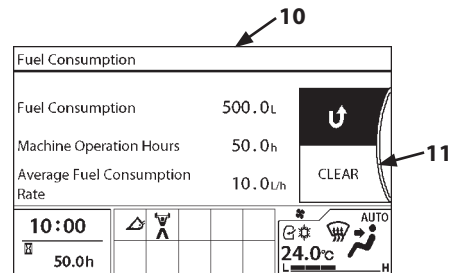 10
Fuel Consumption
Fuel Consumption 500.0L
Machine Operation Hours 50.0h
Average Fuel Consumption
Rate 10.0L/h
CLEAR
11
10:00
50.0h
AUTO
24.0°C
L H